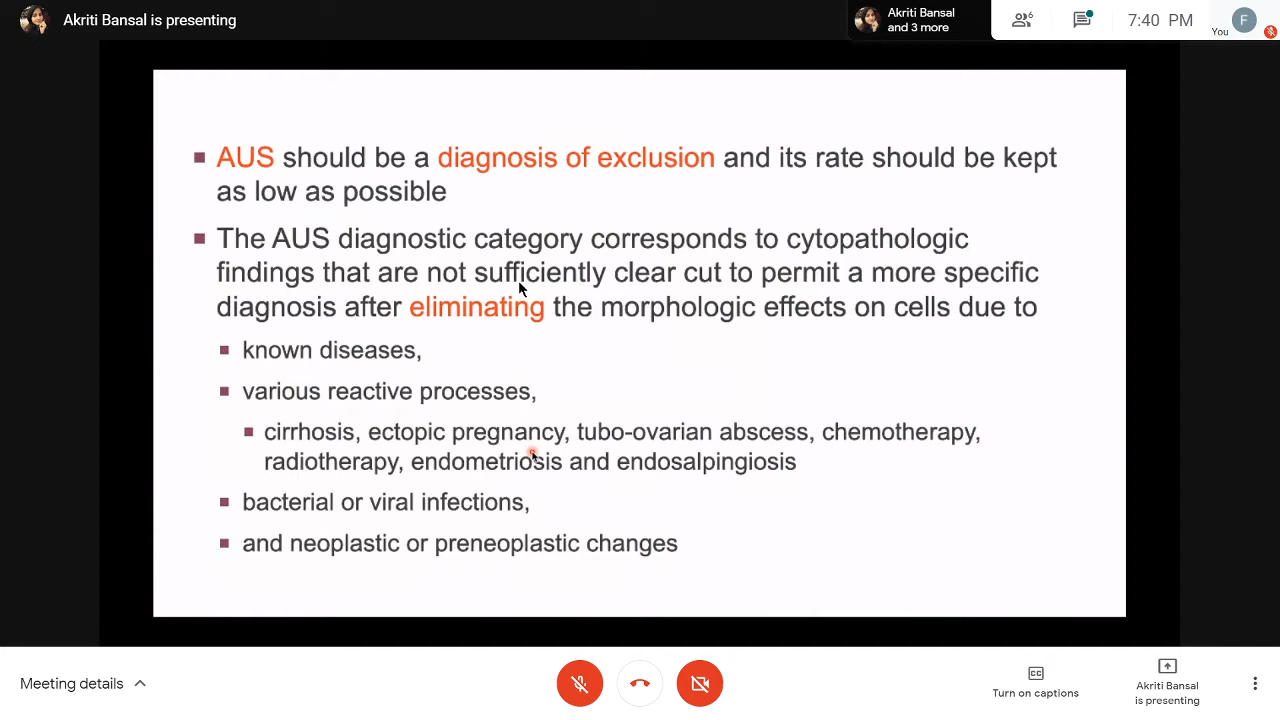 Akriti Bansal is presenting
Akriti Bansal
and 3 more
6
7:40 PM
You
F
■ AUS should be a diagnosis of exclusion and its rate should be kept
as low as possible
■ The AUS diagnostic category corresponds to cytopathologic
findings that are not sufficiently clear cut to permit a more specific
diagnosis after eliminating the morphologic effects on cells due to
■ known diseases,
■ various reactive processes,
■ cirrhosis, ectopic pregnancy, tubo-ovarian abscess, chemotherapy,
radiotherapy, endometriosis and endosalpingiosis
■ bacterial or viral infections,
■ and neoplastic or preneoplastic changes
Meeting details
CC
Turn on captions
Akriti Bansal
is presenting